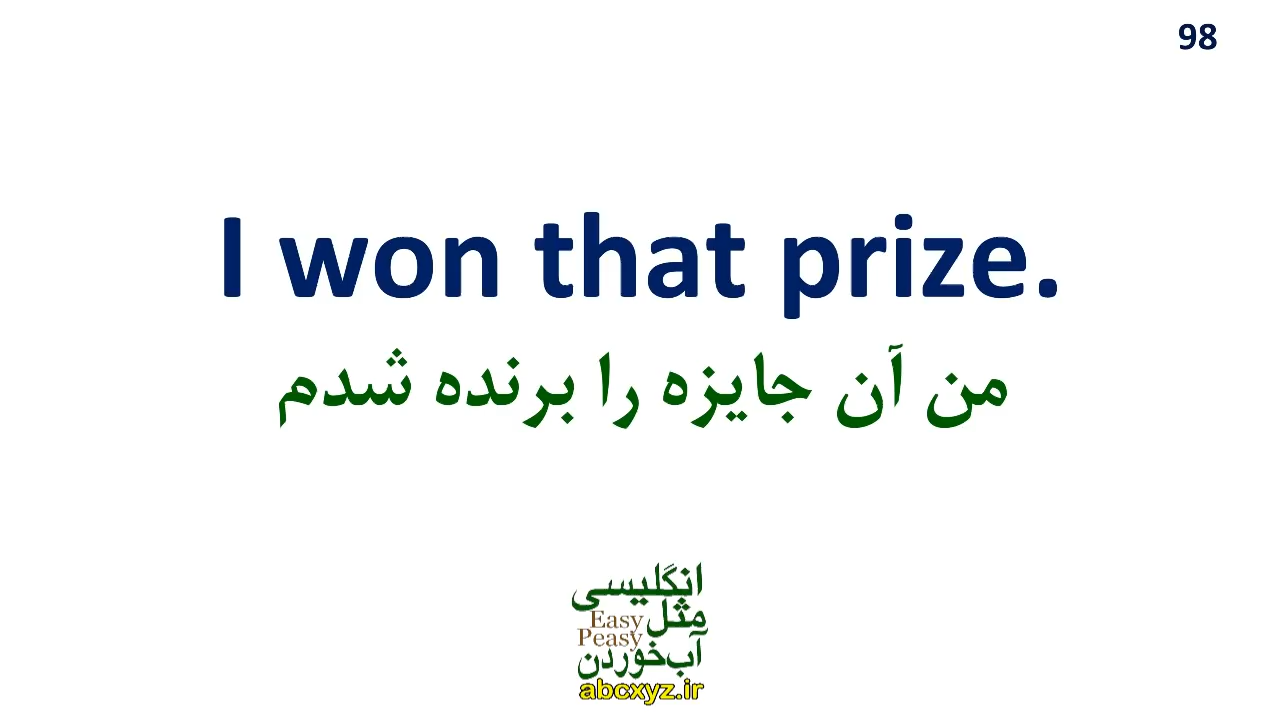 98
I won that prize.
من آن جایزه را برنده شدم
انگلیسی
مثل Easy
Peasy
آب‌خوردن
abcxyz.ir